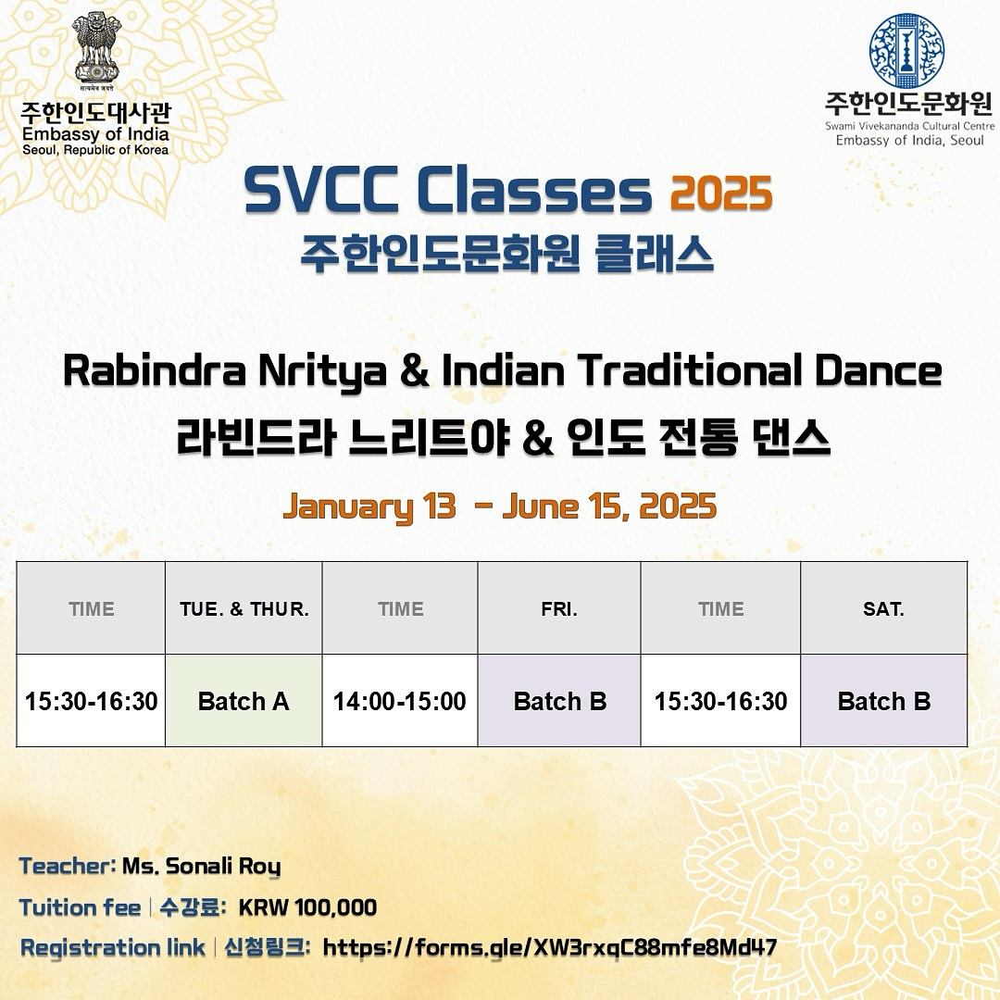 सत्यमेव जयते
주한인도대사관
Embassy of India
Seoul, Republic of Korea
주한인도문화원
Swami Vivekananda Cultural Centre
Embassy of India, Seoul
SVCC Classes 2025
주한인도문화원 클래스
Rabindra Nritya & Indian Traditional Dance
라빈드라 느리트야 & 인도 전통 댄스
January 13 – June 15, 2025
TIME TUE. & THUR. TIME FRI. TIME SAT.
15:30-16:30 Batch A 14:00-15:00 Batch B 15:30-16:30 Batch B
Teacher: Ms. Sonali Roy
Tuition fee | 수강료: KRW 100,000
Registration link | 신청링크: https://forms.gle/XW3rxqC88mfe8Md47